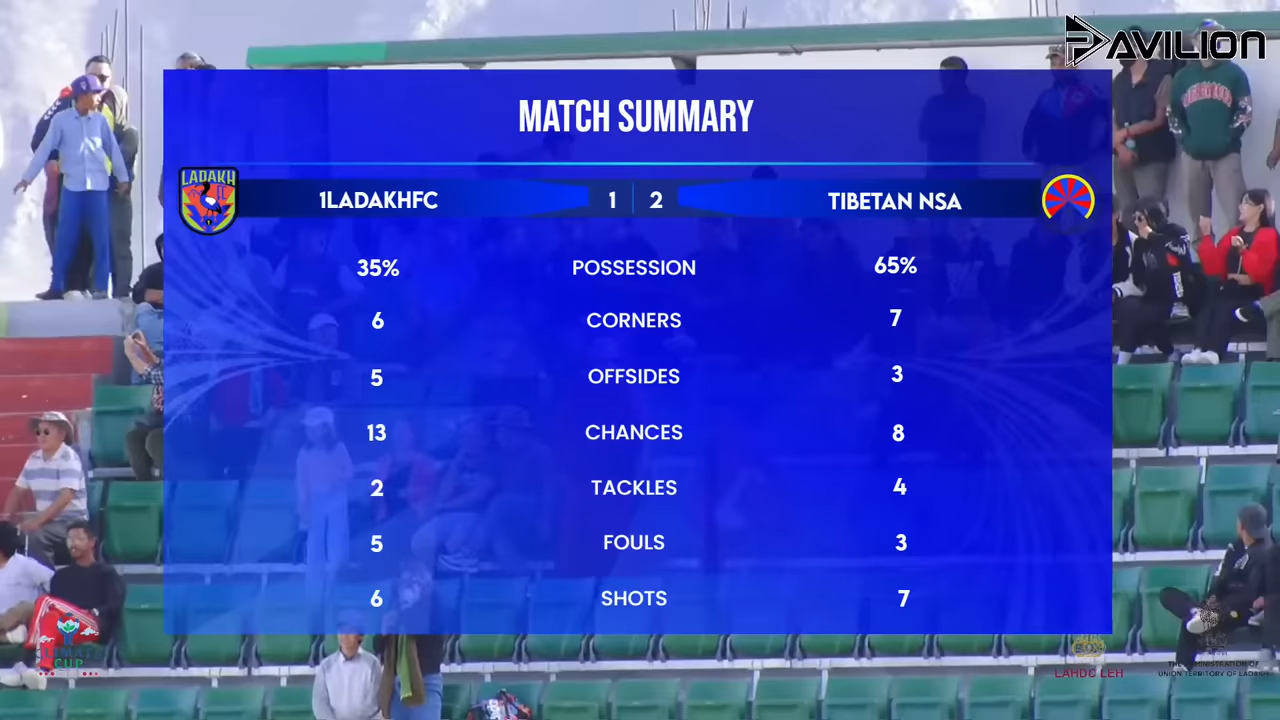 PAVILION
MATCH SUMMARY
LADAKH
1LADAKHFC 1 2 TIBETAN NSA
35% POSSESSION 65%
6 CORNERS 7
5 OFFSIDES 3
13 CHANCES 8
2 TACKLES 4
5 FOULS 3
6 SHOTS 7
CLIMATE
CUP
LAHDC LEH
THE ADMINISTRATION OF
UNION TERRITORY OF LADAKH